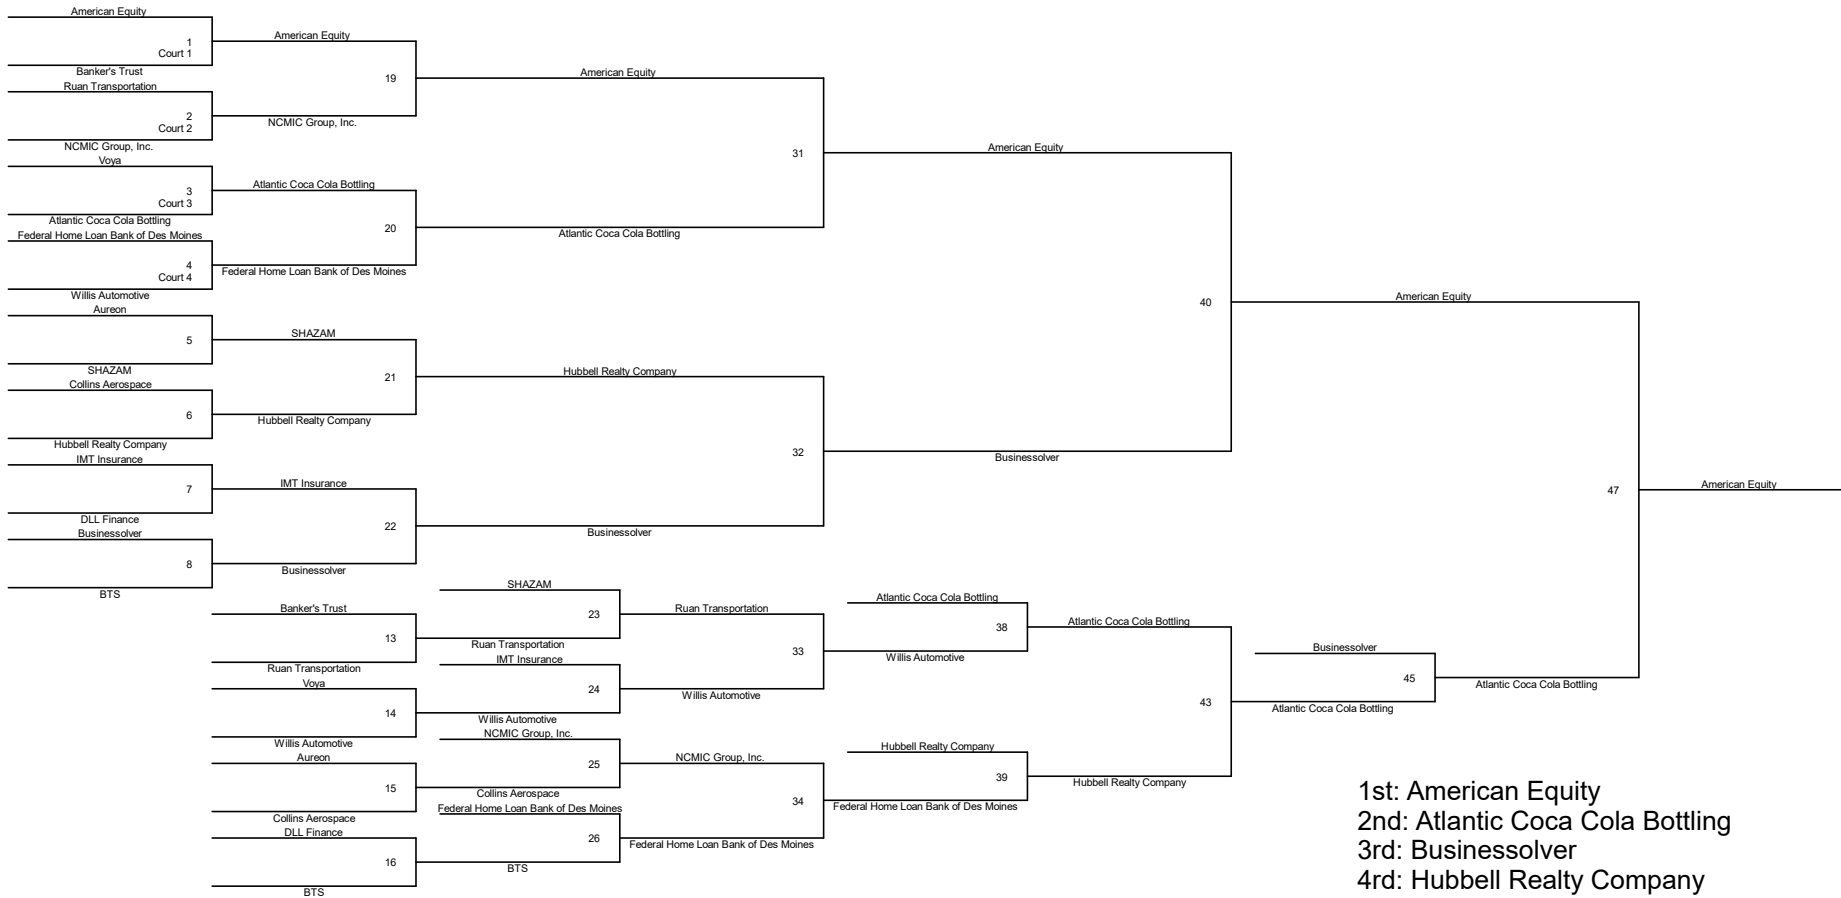 American Equity
1
Court 1
Banker's Trust
Ruan Transportation
2
Court 2
NCMIC Group, Inc.
Voya
3
Court 3
Atlantic Coca Cola Bottling
Federal Home Loan Bank of Des Moines
4
Court 4
Willis Automotive
Aureon
5
SHAZAM
Collins Aerospace
6
Hubbell Realty Company
IMT Insurance
7
DLL Finance
Businessolver
8
BTS
American Equity
19
NCMIC Group, Inc.
Atlantic Coca Cola Bottling
20
Federal Home Loan Bank of Des Moines
SHAZAM
21
Hubbell Realty Company
IMT Insurance
22
Businessolver
American Equity
31
Atlantic Coca Cola Bottling
Hubbell Realty Company
32
Businessolver
American Equity
40
Businessolver
American Equity
47
American Equity
Banker's Trust
13
Ruan Transportation
Voya
14
Willis Automotive
Aureon
15
Collins Aerospace
DLL Finance
16
BTS
SHAZAM
23
Ruan Transportation
IMT Insurance
24
Willis Automotive
NCMIC Group, Inc.
25
Collins Aerospace
Federal Home Loan Bank of Des Moines
26
BTS
Ruan Transportation
33
Willis Automotive
NCMIC Group, Inc.
34
Federal Home Loan Bank of Des Moines
Atlantic Coca Cola Bottling
38
Willis Automotive
Hubbell Realty Company
39
Federal Home Loan Bank of Des Moines
Atlantic Coca Cola Bottling
43
Hubbell Realty Company
Businessolver
45
Atlantic Coca Cola Bottling
Atlantic Coca Cola Bottling
1st: American Equity
2nd: Atlantic Coca Cola Bottling
3rd: Businessolver
4rd: Hubbell Realty Company